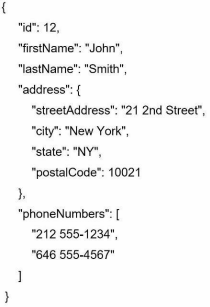 {
"id": 12,
"firstName": "John",
"lastName": "Smith",
"address": {
"streetAddress": "21 2nd Street",
"city": "New York",
"state": "NY",
"postalCode": 10021
},
"phoneNumbers": [
"212 555-1234",
"646 555-4567"
]
}